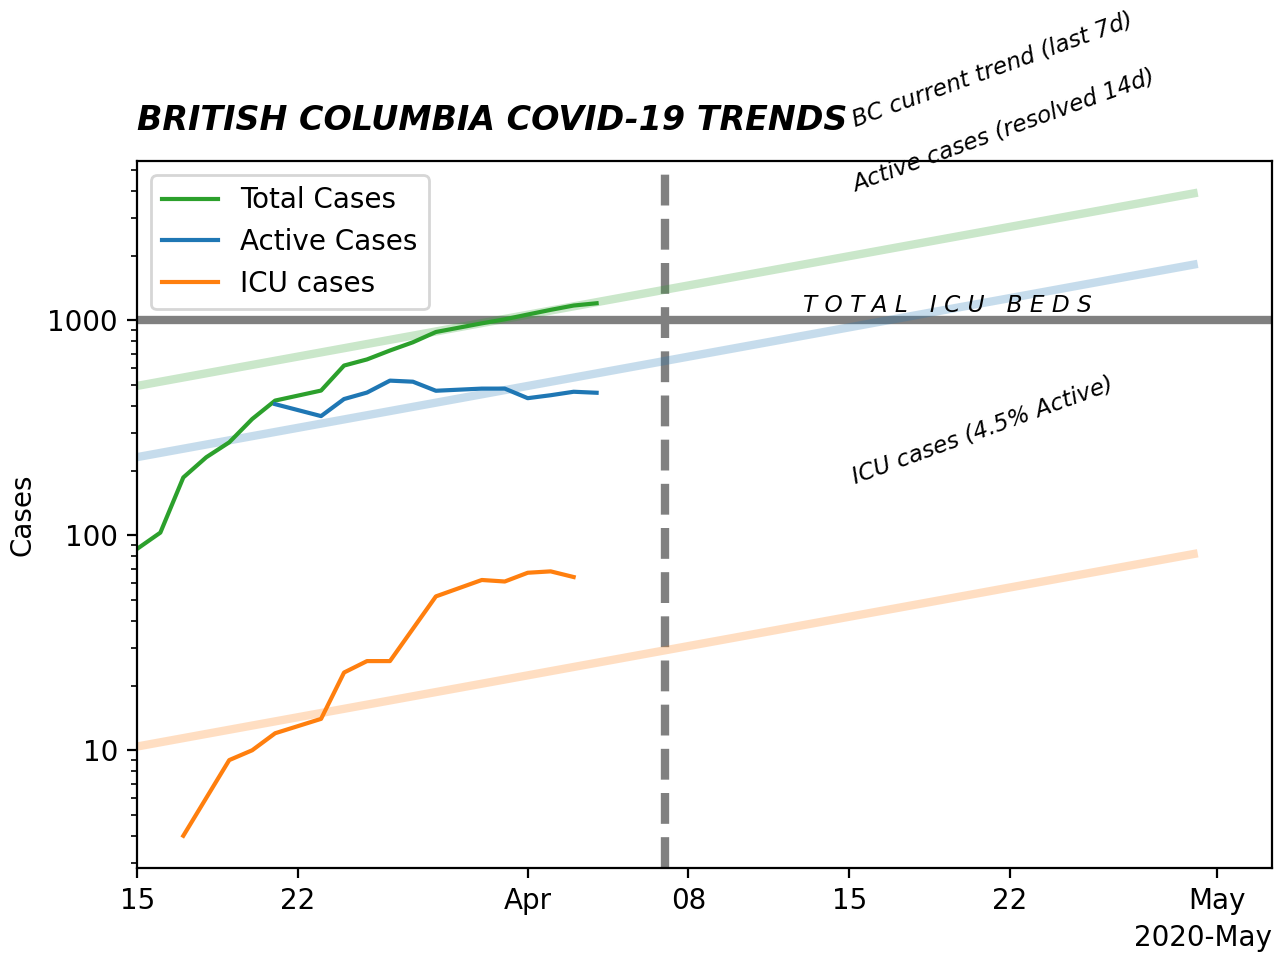 BC current trend (last 7d)
BRITISH COLUMBIA COVID-19 TRENDS
Active cases (resolved 14d)
Total Cases
Active Cases
ICU cases
TOTAL ICU BEDS
ICU cases (4.5% Active)
Cases
1000
100
10
15 22 Apr 08 15 22 May
2020-May